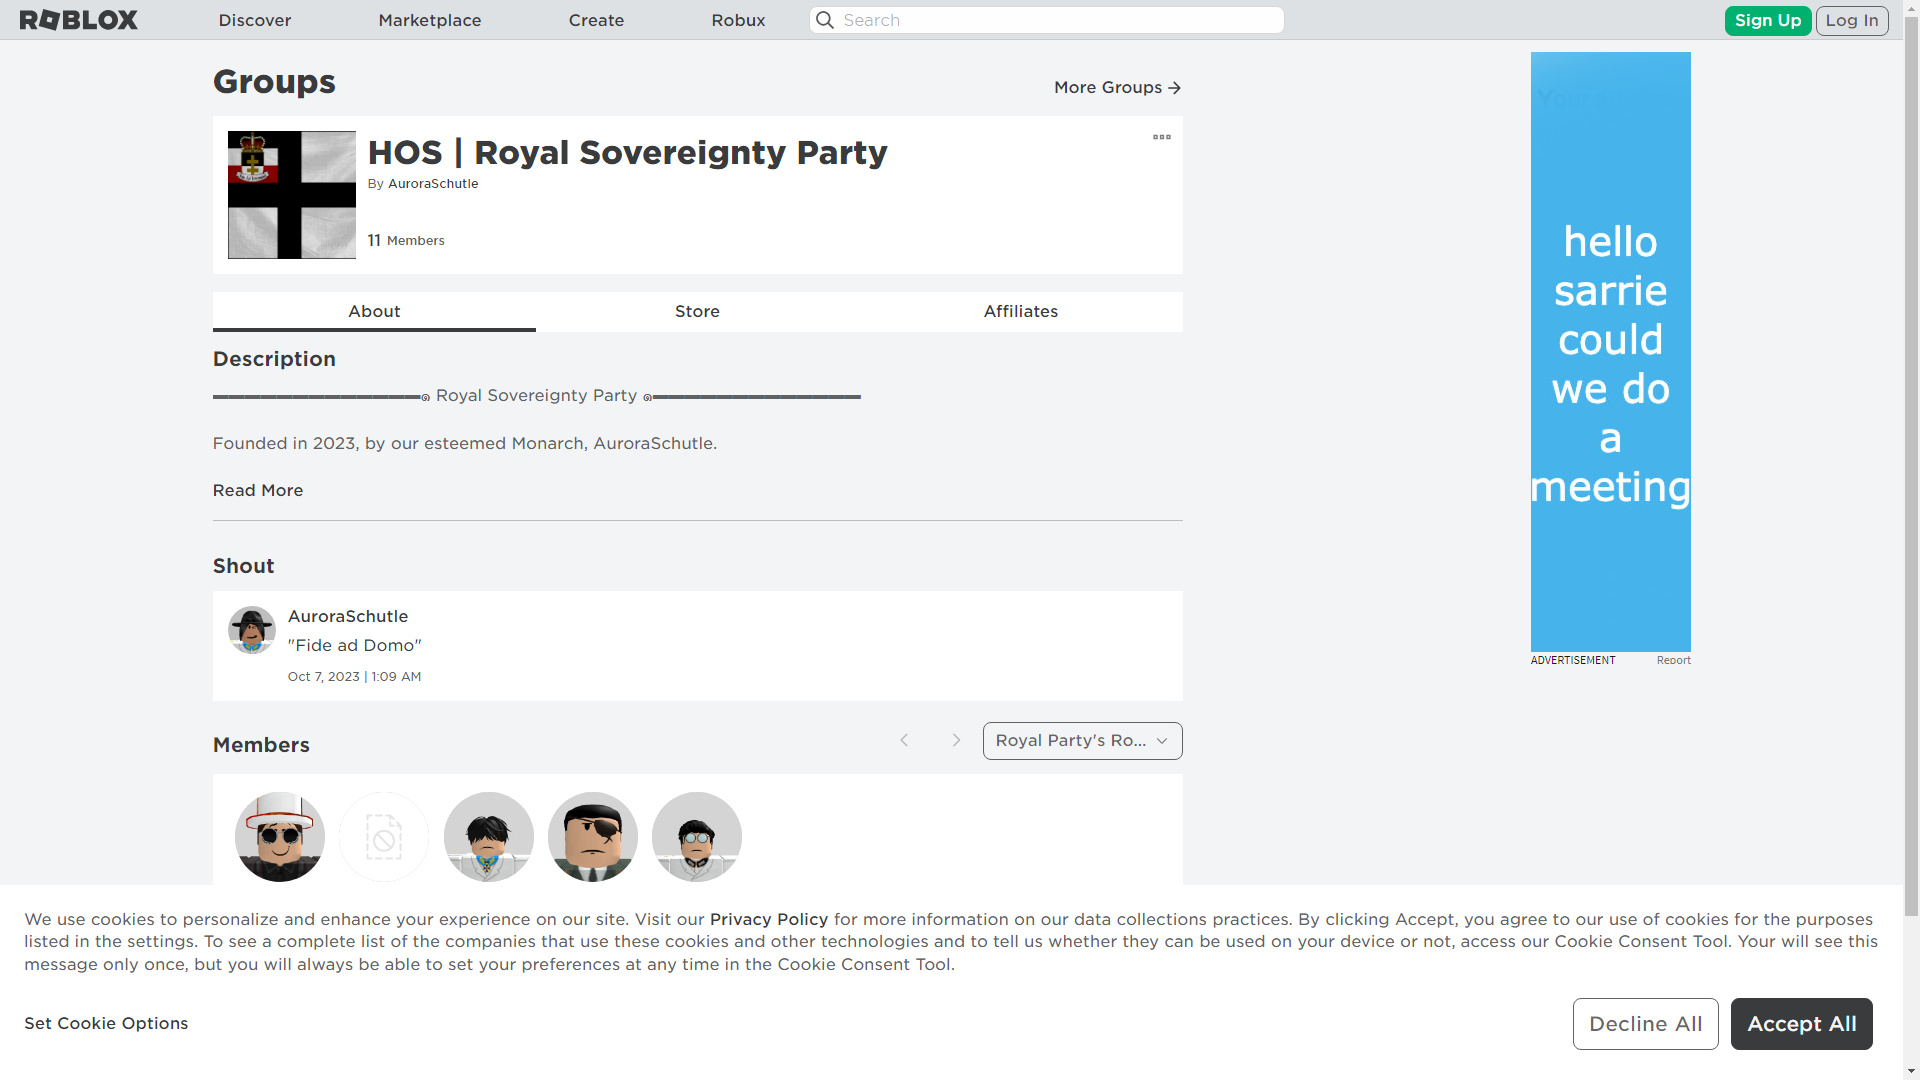 ROBLOX
Discover
Marketplace
Create
Robux
Search
Sign Up
Log In
Groups
More Groups
HOS | Royal Sovereignty Party
By AuroraSchutle
11 Members
About
Store
Affiliates
Description
▬▬▬▬▬▬▬▬▬▬▬▬▬๑ Royal Sovereignty Party ๑▬▬▬▬▬▬▬▬▬▬▬▬▬
Founded in 2023, by our esteemed Monarch, AuroraSchutle.
Read More
Shout
AuroraSchutle
"Fide ad Domo"
Oct 7, 2023 | 1:09 AM
Members
Royal Party's Ro...
hello
sarrie
could
we do
a
meeting
ADVERTISEMENT
Report
We use cookies to personalize and enhance your experience on our site. Visit our Privacy Policy for more information on our data collections practices. By clicking Accept, you agree to our use of cookies for the purposes
listed in the settings. To see a complete list of the companies that use these cookies and other technologies and to tell us whether they can be used on your device or not, access our Cookie Consent Tool. Your will see this
message only once, but you will always be able to set your preferences at any time in the Cookie Consent Tool.
Set Cookie Options
Decline All
Accept All